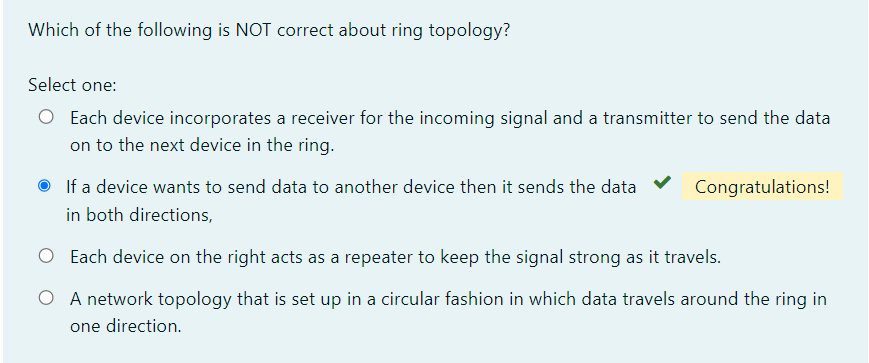 Which of the following is NOT correct about ring topology?
Select one:
Each device incorporates a receiver for the incoming signal and a transmitter to send the data
on to the next device in the ring.
If a device wants to send data to another device then it sends the data Congratulations!
in both directions,
Each device on the right acts as a repeater to keep the signal strong as it travels.
A network topology that is set up in a circular fashion in which data travels around the ring in
one direction.